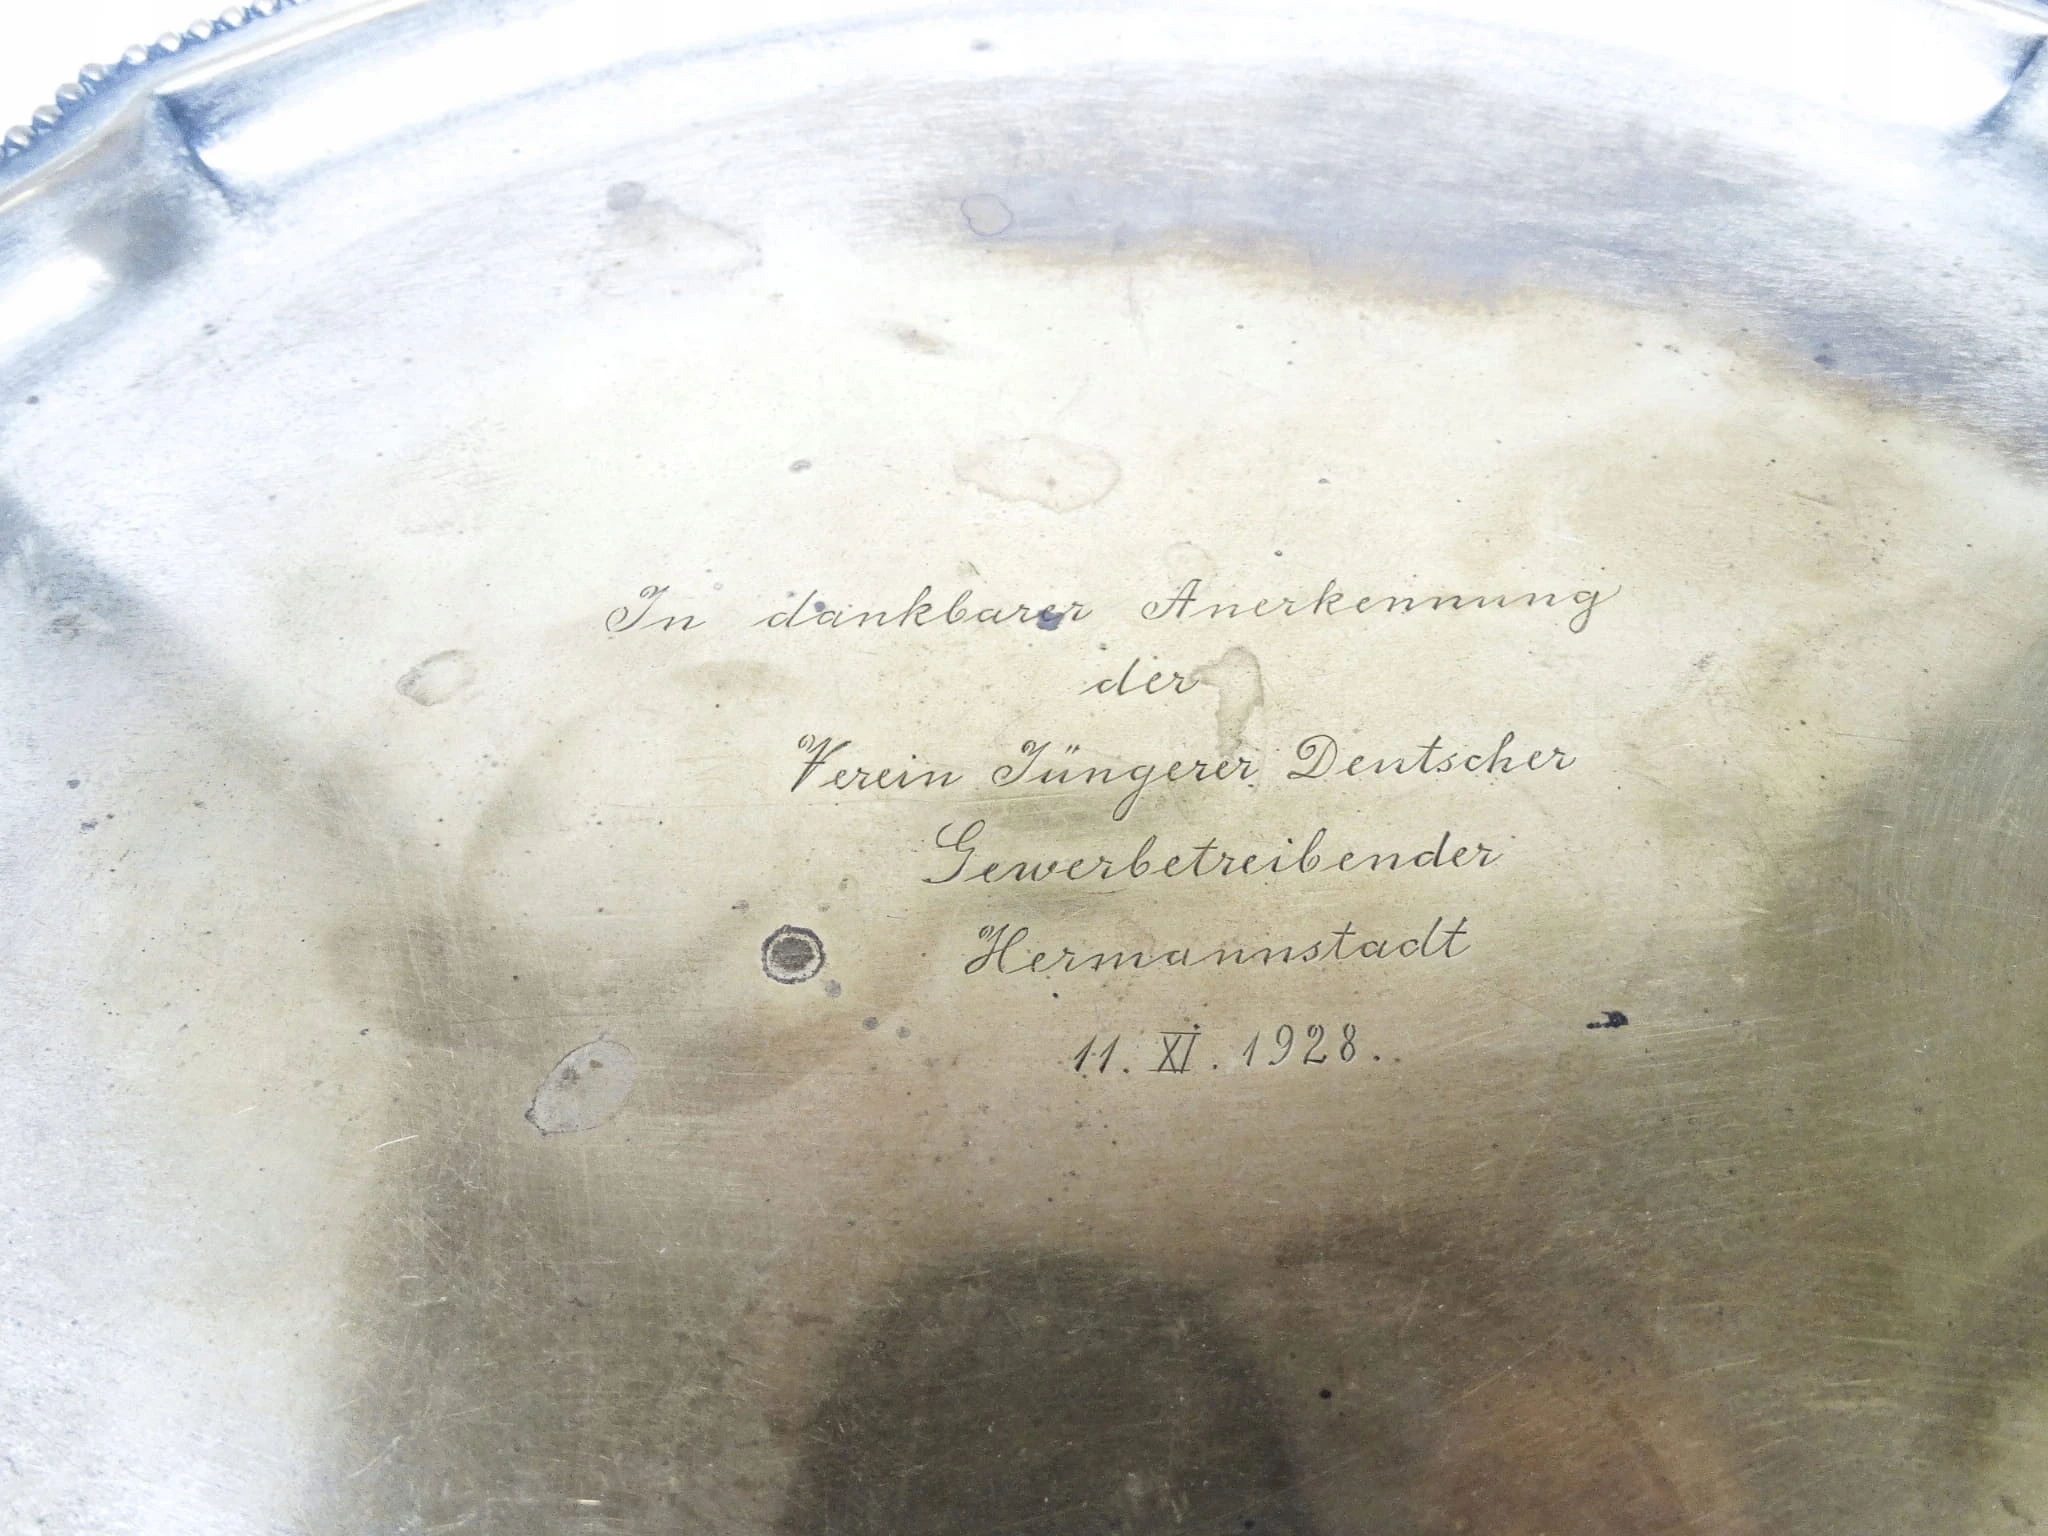 In dankbarer Anerkennung
der
Verein Jüngerer Deutscher
Gewerbetreibender
Hermannstadt
11. XI. 1928.